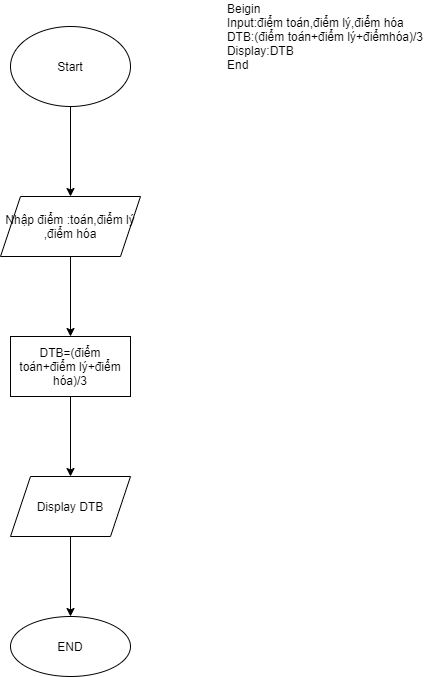 Beigin
Input:điểm toán,điểm lý,điểm hóa
DTB:(điểm toán+điểm lý+điểmhóa)/3
Display:DTB
End
Start
Nhập điểm :toán,điểm lý
,điểm hóa
DTB=(điểm
toán+điểm lý+điểm
hóa)/3
Display DTB
END